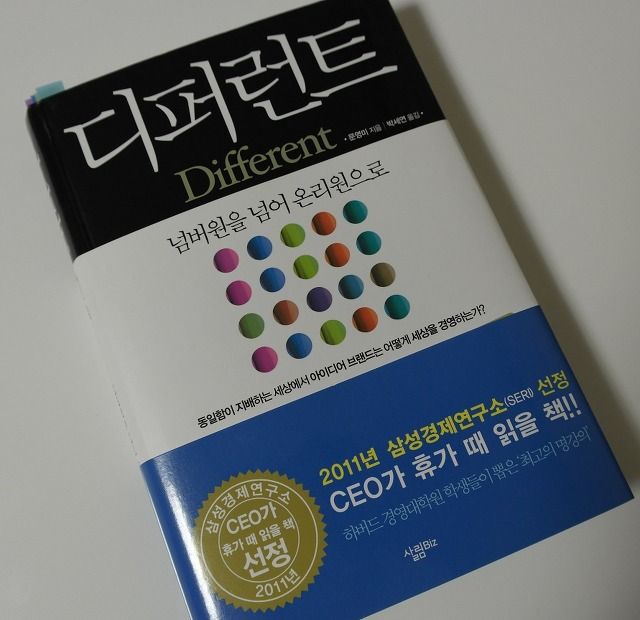 디퍼런트
Different
• 문영미 지음 | 박세연 옮김 •
넘버원을 넘어 온리원으로
동일함이 지배하는 세상에서 아이디어 브랜드는 어떻게 세상을 경영하는가?
2011년 삼성경제연구소(SERI) 선정
CEO가 휴가 때 읽을 책!!
하버드 경영대학원 학생들이 뽑은 '최고의 명강의'
삼성경제연구소
CEO가
휴가 때 읽을 책
선정
2011년
사림Biz